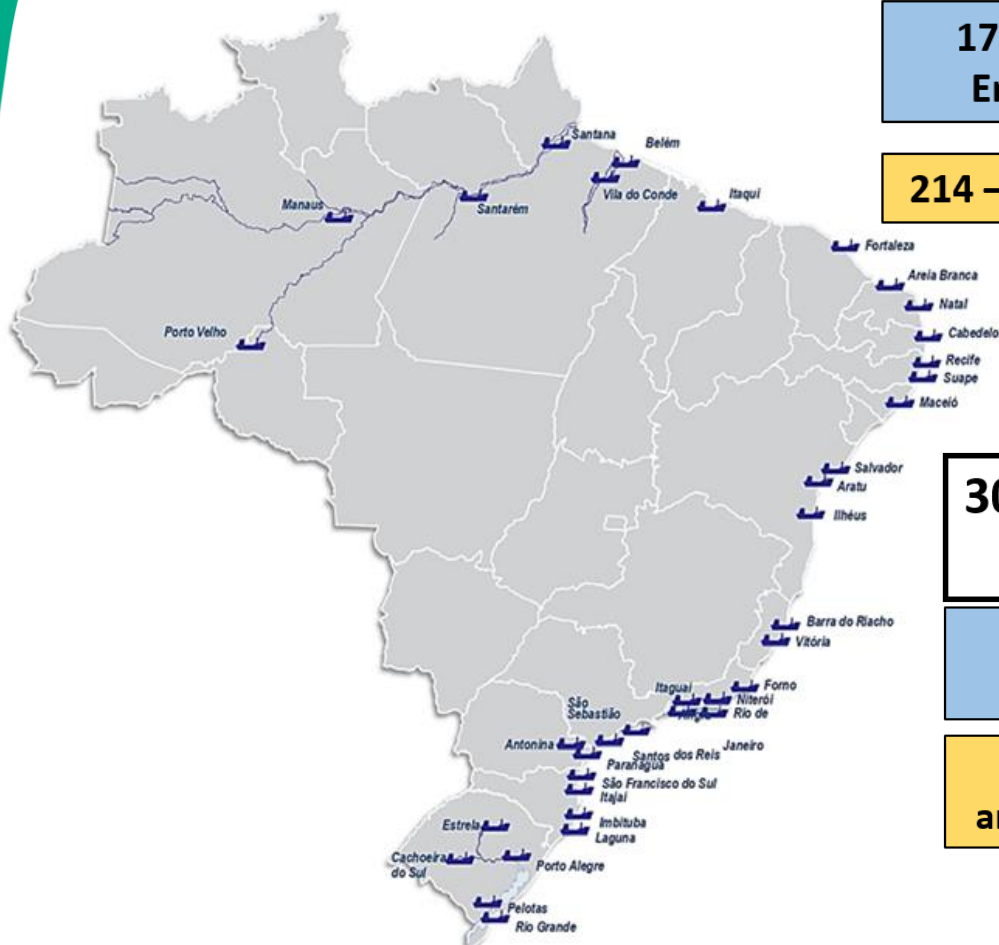 17
En
214 –
Santana
Belém
Manaus
Santarém
Vila do Conde
Itaqui
Fortaleza
Areia Branca
Natal
Porto Velho
Cabedelo
Recife
Suape
Maceió
Salvador
Aratu
30
Ilhéus
Barra do Riacho
Vitória
Itaguaí
Forno
Niterói
São
Sebastião
Rio de
Janeiro
Antonina
Santos
dos Reis
Paranaguá
São Francisco do Sul
Itajaí
Imbituba
Laguna
Estrela
Cachoeira
do Sul
Porto Alegre
Pelotas
Rio Grande